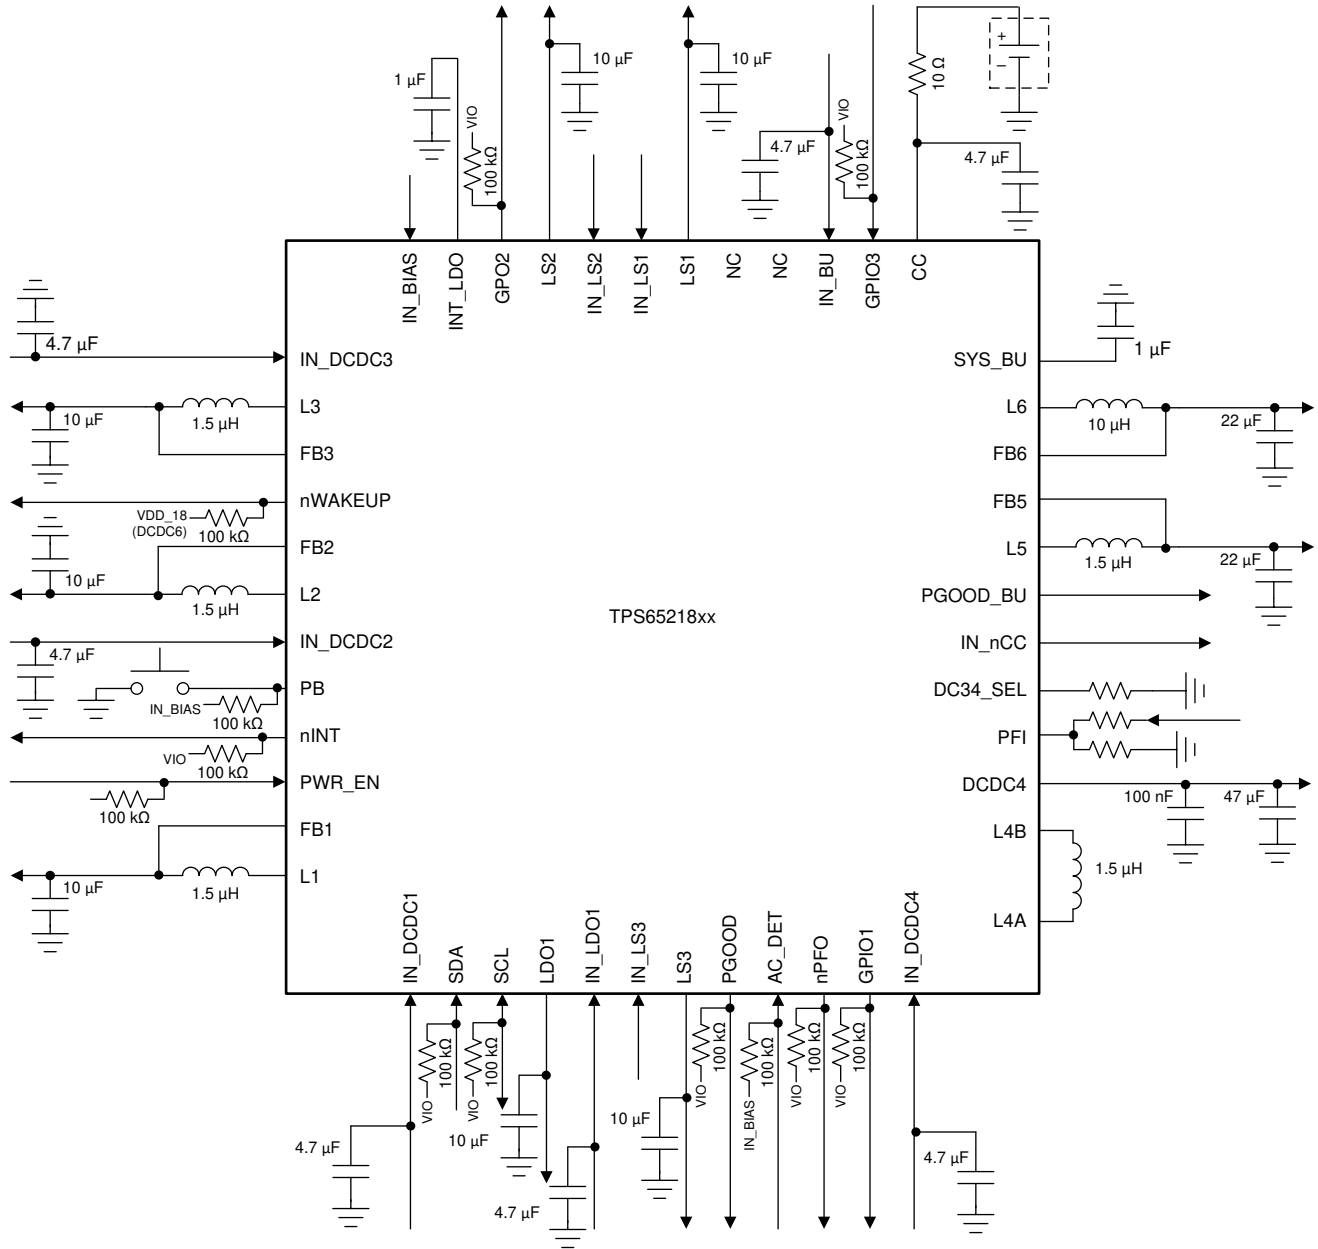 10 µF
10 µF
1 µF
VIO
100 kΩ
4.7 µF
VIO
100 kΩ
10 Ω
+
–
4.7 µF
IN_BIAS
INT_LDO
GPO2
LS2
IN_LS2
IN_LS1
LS1
NC
NC
IN_BU
GPIO3
CC
4.7 µF
IN_DCDC3
L3
10 µF
1.5 µH
FB3
nWAKEUP
VDD_18
(DCDC6)
100 kΩ
FB2
10 µF
L2
1.5 µH
IN_DCDC2
4.7 µF
PB
IN_BIAS
100 kΩ
nINT
VIO
100 kΩ
PWR_EN
100 kΩ
FB1
L1
10 µF
1.5 µH
TPS65218xx
SYS_BU
1 µF
L6
10 µH
22 µF
FB6
FB5
L5
1.5 µH
22 µF
PGOOD_BU
IN_nCC
DC34_SEL
PFI
DCDC4
100 nF
47 µF
L4B
1.5 µH
L4A
IN_DCDC1
SDA
SCL
LDO1
IN_LDO1
IN_LS3
LS3
PGOOD
AC_DET
nPFO
GPIO1
IN_DCDC4
100 kΩ
VIO
100 kΩ
VIO
100 kΩ
VIO
100 kΩ
IN_BIAS
100 kΩ
VIO
100 kΩ
VIO
4.7 µF
10 µF
4.7 µF
10 µF
4.7 µF